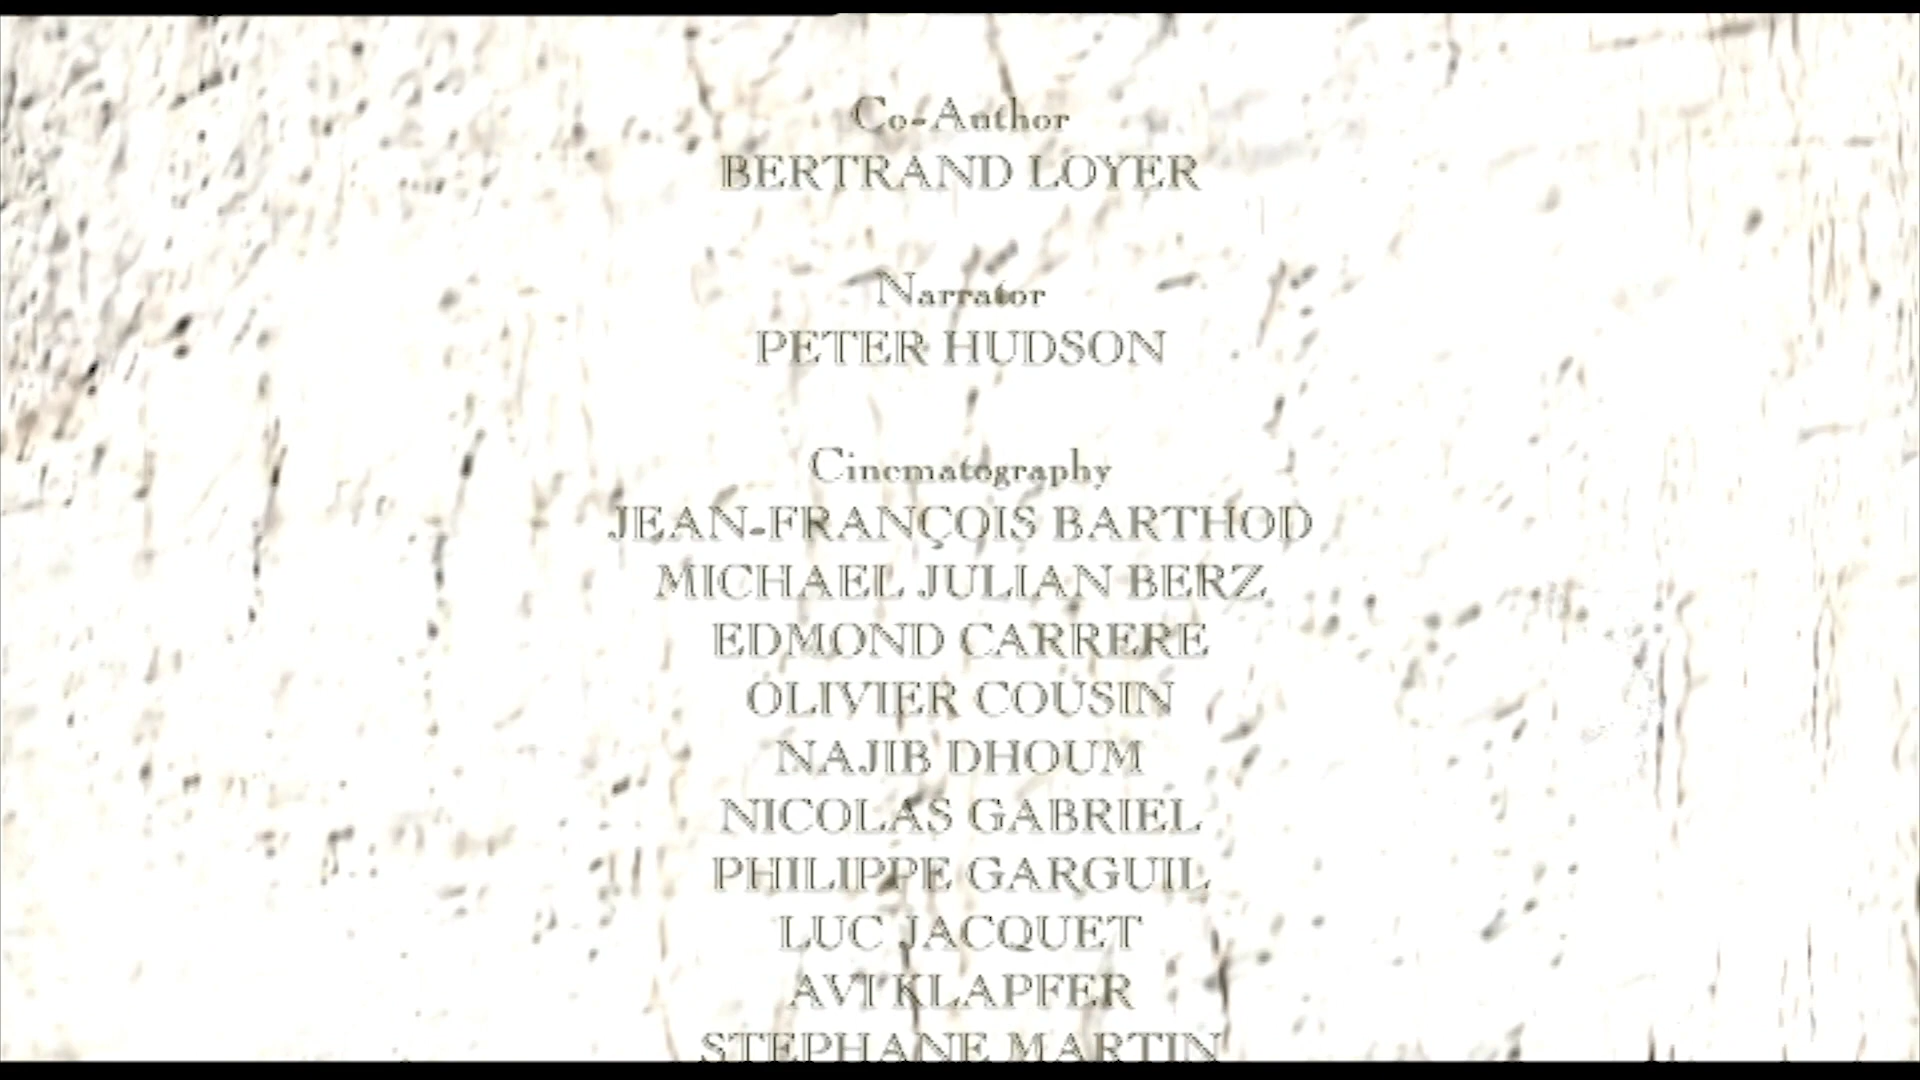 Co-Author
BERTRAND LOYER
Narrator
PETER HUDSON
Cinematography
JEAN-FRANÇOIS BARTHOD
MICHAEL JULIAN BERZ
EDMOND CARRERE
OLIVIER COUSIN
NAJIB DHOUM
NICOLAS GABRIEL
PHILIPPE GARGUIL
LUC JACQUET
AVI KLAPFER
STEPHANE MARTIN